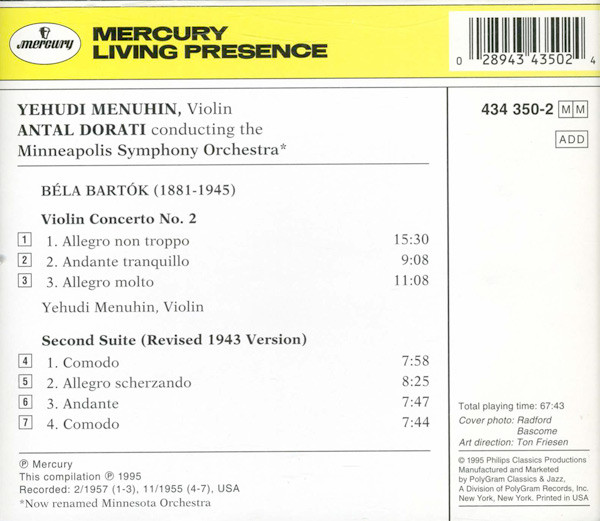 mercury
MERCURY
LIVING PRESENCE
0 28943 43502 4
YEHUDI MENUHIN, Violin
ANTAL DORATI conducting the
Minneapolis Symphony Orchestra*
434 350-2 MM
ADD
BÉLA BARTÓK (1881-1945)
Violin Concerto No. 2
1 1. Allegro non troppo 15:30
2 2. Andante tranquillo 9:08
3 3. Allegro molto 11:08
Yehudi Menuhin, Violin
Second Suite (Revised 1943 Version)
4 1. Comodo 7:58
5 2. Allegro scherzando 8:25
6 3. Andante 7:47
7 4. Comodo 7:44
Total playing time: 67:43
Cover photo: Radford
Bascome
Art direction: Ton Friesen
℗ Mercury
This compilation ℗ 1995
Recorded: 2/1957 (1-3), 11/1955 (4-7), USA
*Now renamed Minnesota Orchestra
© 1995 Philips Classics Productions
Manufactured and Marketed
by PolyGram Classics & Jazz,
A Division of PolyGram Records, Inc.
New York, New York. Printed in USA